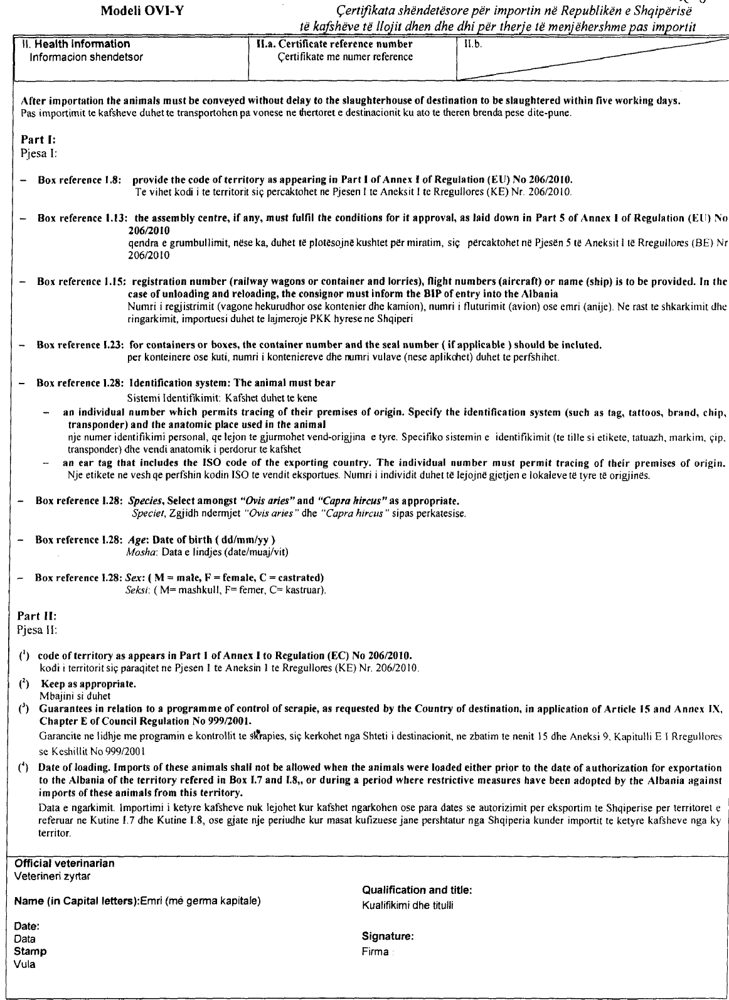 Modeli OVI-Y
Çertifikata shëndetësore për importin në Republikën e Shqipërisë
të kafshëve të llojit dhen dhe dhi për therje të menjëhershme pas importit
II. Health Information
Informacion shendetsor
II.a. Certificate reference number
Çertifikate me numer reference
II.b.
After importation the animals must be conveyed without delay to the slaughterhouse of destination to be slaughtered within five working days.
Pas importimit te kafsheve duhet te transportohen pa vonese ne thertoret e destinacionit ku ato te theren brenda pese dite-pune.
Part I:
Pjesa I:
– Box reference I.8: provide the code of territory as appearing in Part I of Annex I of Regulation (EU) No 206/2010.
Te vihet kodi i te territorit siç percaktohet ne Pjesen I te Aneksit I te Rregullores (KE) Nr. 206/2010.
– Box reference I.13: the assembly centre, if any, must fulfil the conditions for it approval, as laid down in Part 5 of Annex I of Regulation (EU) No
206/2010
qendra e grumbullimit, nëse ka, duhet të plotësojnë kushtet për miratim, siç përcaktohet në Pjesën 5 të Aneksit I të Rregullores (BE) Nr
206/2010
– Box reference I.15: registration number (railway wagons or container and lorries), flight numbers (aircraft) or name (ship) is to be provided. In the
case of unloading and reloading, the consignor must inform the BIP of entry into the Albania
Numri i regjistrimit (vagone hekurudhor ose kontenier dhe kamion), numri i fluturimit (avion) ose emri (anije). Ne rast te shkarkimit dhe
ringarkimit, importuesi duhet te lajmeroje PKK hyrese ne Shqiperi
– Box reference I.23: for containers or boxes, the container number and the seal number ( if applicable ) should be incluted.
per konteinere ose kuti, numri i konteniereve dhe numri vulave (nese aplikohet) duhet te perfshihet.
– Box reference I.28: Identification system: The animal must bear
Sistemi Identifikimit: Kafshet duhet te kene
– an individual number which permits tracing of their premises of origin. Specify the identification system (such as tag, tattoos, brand, chip,
transponder) and the anatomic place used in the animal
nje numer identifikimi personal, qe lejon te gjurmohet vend-origjina e tyre. Specifiko sistemin e identifikimit (te tille si etikete, tatuazh, markim, çip,
transponder) dhe vendi anatomik i perdorur te kafshet
– an ear tag that includes the ISO code of the exporting country. The individual number must permit tracing of their premises of origin.
Nje etikete ne vesh qe perfshin kodin ISO te vendit eksportues. Numri i individit duhet të lejojnë gjetjen e lokaleve të tyre të origjinës.
– Box reference I.28: Species, Select amongst "Ovis aries" and "Capra hircus" as appropriate.
Speciet, Zgjidh ndermjet "Ovis aries" dhe "Capra hircus" sipas perkatesise.
– Box reference I.28: Age: Date of birth ( dd/mm/yy )
Mosha: Data e lindjes (date/muaj/vit)
– Box reference I.28: Sex: ( M = male, F = female, C = castrated)
Seksi: ( M= mashkull, F= femer, C= kastruar).
Part II:
Pjesa II:
(1) code of territory as appears in Part 1 of Annex I to Regulation (EC) No 206/2010.
kodi i territorit siç paraqitet ne Pjesen 1 te Aneksin 1 te Rregullores (KE) Nr. 206/2010.
(2) Keep as appropriate.
Mbajini si duhet
(3) Guarantees in relation to a programme of control of scrapie, as requested by the Country of destination, in application of Article 15 and Annex IX,
Chapter E of Council Regulation No 999/2001.
Garancite ne lidhje me programin e kontrollit te skrapies, siç kerkohet nga Shteti i destinacionit, ne zbatim te nenit 15 dhe Aneksi 9, Kapitulli E I Rregullores
se Keshillit No 999/2001
(4) Date of loading. Imports of these animals shall not be allowed when the animals were loaded either prior to the date of authorization for exportation
to the Albania of the territory refered in Box I.7 and I.8,, or during a period where restrictive measures have been adopted by the Albania against
imports of these animals from this territory.
Data e ngarkimit. Importimi i ketyre kafsheve nuk lejohet kur kafshet ngarkohen ose para dates se autorizimit per eksportim te Shqiperise per territoret e
referuar ne Kutine I.7 dhe Kutine I.8, ose gjate nje periudhe kur masat kufizuese jane pershtatur nga Shqiperia kunder importit te ketyre kafsheve nga ky
territor.
Official veterinarian
Veterineri zyrtar
Name (in Capital letters):Emri (me germa kapitale)
Qualification and title:
Kualifikimi dhe titulli
Date:
Data
Signature:
Firma
Stamp
Vula